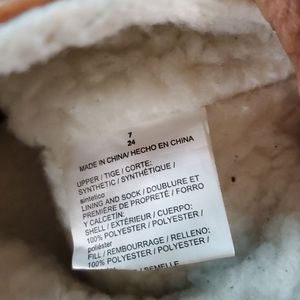 7
24
MADE IN CHINA/ HECHO EN CHINA
UPPER / TIGE / CORTE:
SYNTHETIC / SYNTHÉTIQUE /
sintetico
LINING AND SOCK / DOUBLURE ET
PREMIÈRE DE PROPRETÉ / FORRO
Y CALCETÍN:
SHELL / EXTÉRIEUR / CUERPO:
100% POLYESTER / POLYESTER /
poliéster
FILL / REMBOURRAGE / RELLENO:
100% POLYESTER / POLYESTER /
/ SEMELLE